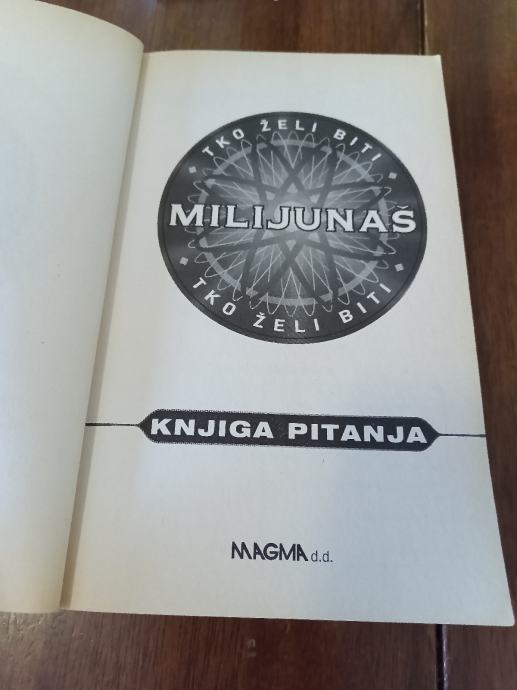 TKO ŽELI BITI
MILIJUNAŠ
TKO ŽELI BITI
KNJIGA PITANJA
MAGMA d.d.